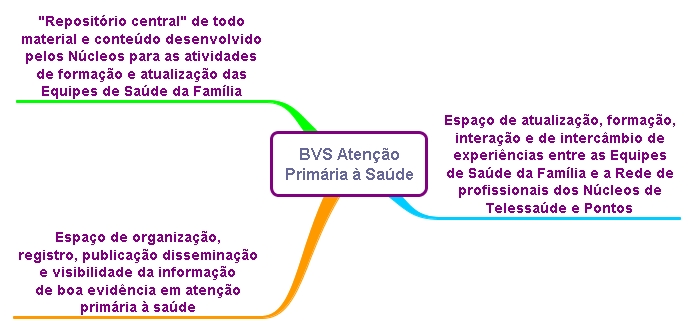 "Repositório central" de todo
material e conteúdo desenvolvido
pelos Núcleos para as atividades
de formação e atualização das
Equipes de Saúde da Família
BVS Atenção
Primária à Saúde
Espaço de atualização, formação,
interação e de intercâmbio de
experiências entre as Equipes
de Saúde da Família e a Rede de
profissionais dos Núcleos de
Telessaúde e Pontos
Espaço de organização,
registro, publicação disseminação
e visibilidade da informação
de boa evidência em atenção
primária à saúde